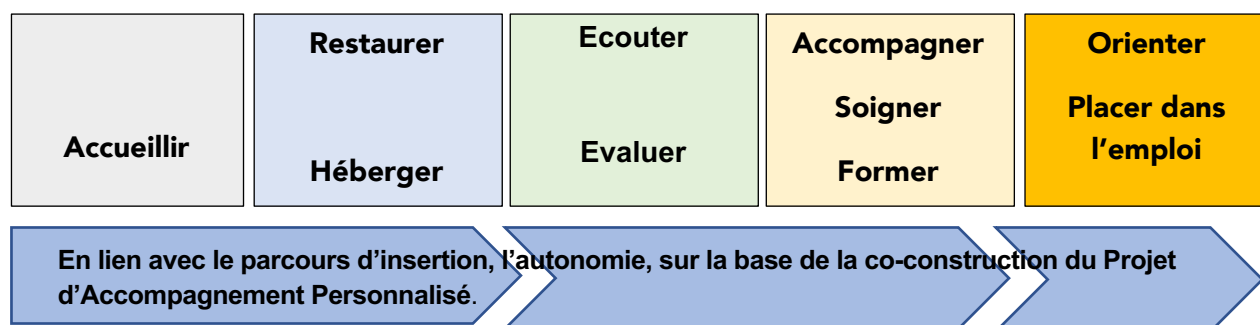 Accueillir
Restaurer
Héberger
Ecouter
Evaluer
Accompagner
Soigner
Former
Orienter
Placer dans
l’emploi
En lien avec le parcours d’insertion, l’autonomie, sur la base de la co-construction du Projet
d’Accompagnement Personnalisé.